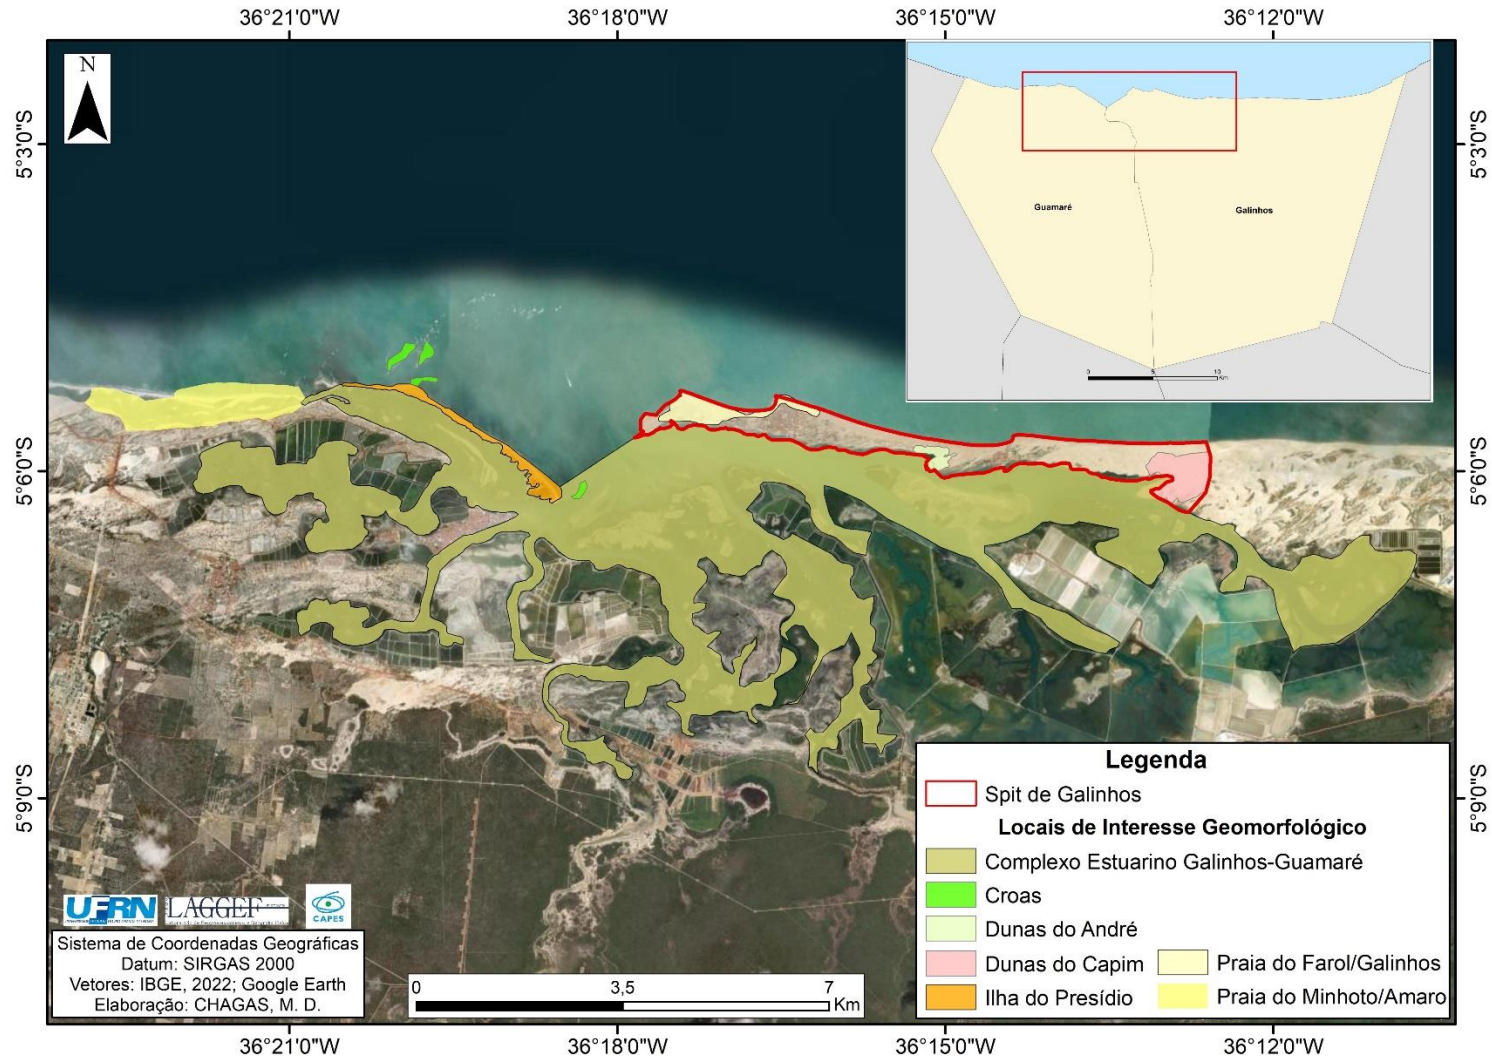 36°21'0"W 36°18'0"W 36°15'0"W 36°12'0"W
N
5°3'0"S
5°3'0"S
Guamaré
Galinhos
0 5 10
Km
5°6'0"S
5°6'0"S
5°9'0"S
5°9'0"S
Legenda
Spit de Galinhos
Locais de Interesse Geomorfológico
Complexo Estuarino Galinhos-Guamaré
Croas
Dunas do André
Dunas do Capim
Ilha do Presídio
Praia do Farol/Galinhos
Praia do Minhoto/Amaro
UFRN
LAGGEF
CAPES
Sistema de Coordenadas Geográficas
Datum: SIRGAS 2000
Vetores: IBGE, 2022; Google Earth
Elaboração: CHAGAS, M. D.
0 3,5 7
Km
36°21'0"W 36°18'0"W 36°15'0"W 36°12'0"W